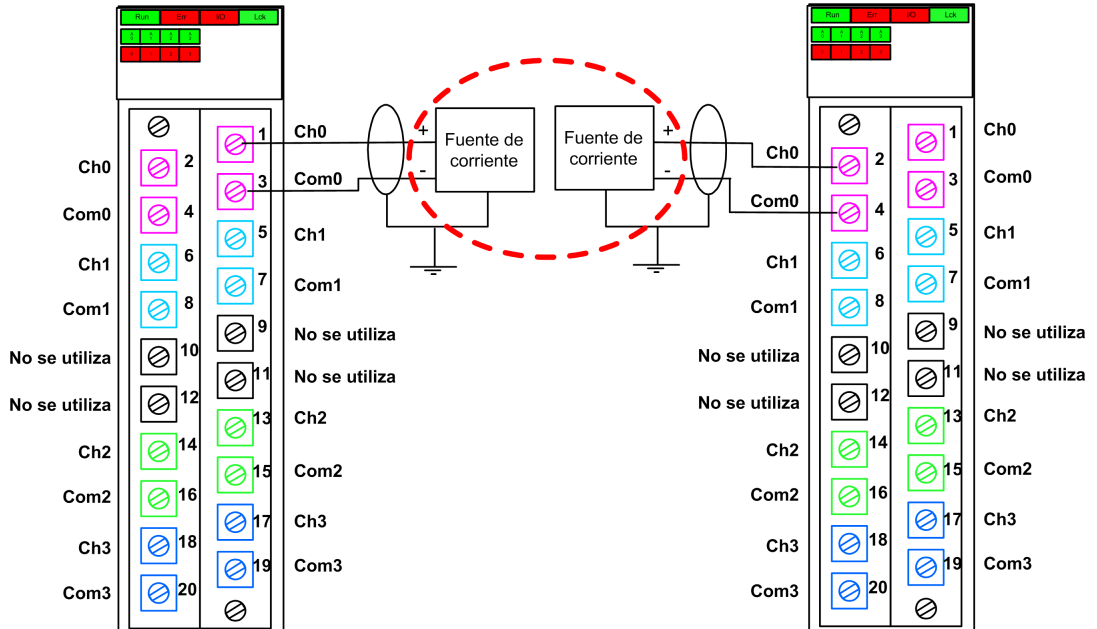 Run Err I/O Lck
Run Err I/O Lck
Ch0
Com0
Ch1
Com1
No se utiliza
No se utiliza
Ch2
Com2
Ch3
Com3
2
4
6
8
10
12
14
16
18
20
1
3
5
7
9
11
13
15
17
19
Ch0
Com0
Ch1
Com1
No se utiliza
No se utiliza
Ch2
Com2
Ch3
Com3
+
-
Fuente de
corriente
Fuente de
corriente
+
-
Ch0
Com0
Ch1
Com1
No se utiliza
No se utiliza
Ch2
Com2
Ch3
Com3
2
4
6
8
10
12
14
16
18
20
1
3
5
7
9
11
13
15
17
19
Ch0
Com0
Ch1
Com1
No se utiliza
No se utiliza
Ch2
Com2
Ch3
Com3